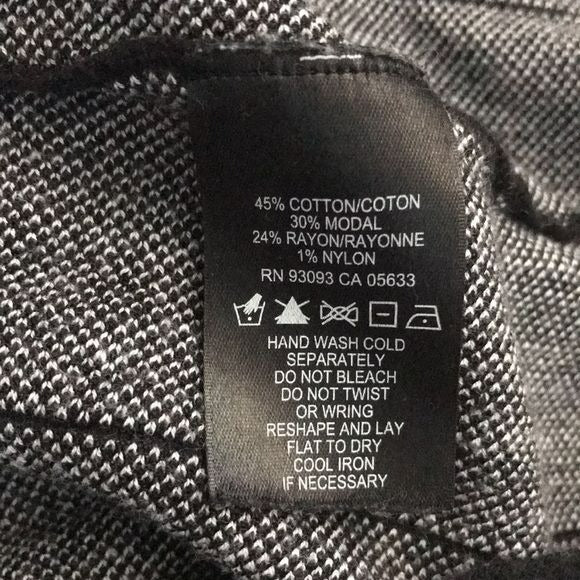 45% COTTON/COTON
30% MODAL
24% RAYON/RAYONNE
1% NYLON
RN 93093 CA 05633
HAND WASH COLD
SEPARATELY
DO NOT BLEACH
DO NOT TWIST
OR WRING
RESHAPE AND LAY
FLAT TO DRY
COOL IRON
IF NECESSARY